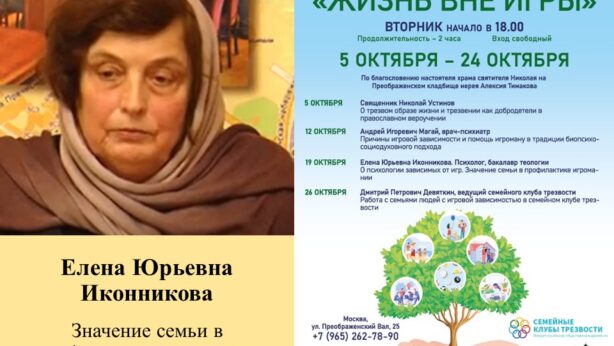 Елена Юрьевна
Иконникова
Значение семьи в
«ЖИЗНЬ ВНЕ ИГРЫ»
ВТОРНИК НАЧАЛО В 18.00
Продолжительность – 2 часа Вход свободный
5 ОКТЯБРЯ – 24 ОКТЯБРЯ
По благословению настоятеля храма святителя Николая на
Преображенском кладбище иерея Алексия Тимакова
5 ОКТЯБРЯ Священник Николай Устинов
О трезвом образе жизни и трезвении как добродетели в
православном вероучении
12 ОКТЯБРЯ Андрей Игоревич Магай, врач-психиатр
Причины игровой зависимости и помощь игроману в традиции биопсихо-
социодуховного подхода
19 ОКТЯБРЯ Елена Юрьевна Иконникова. Психолог, бакалавр теологии
О психологии зависимых от игр. Значение семьи в профилактике игрома-
нии
26 ОКТЯБРЯ Дмитрий Петрович Девяткин, ведущий семейного клуба трезвости
Работа с семьями людей с игровой зависимостью в семейном клубе трез-
вости
Москва,
ул. Преображенский Вал, 25
+7 (965) 262-78-90
СЕМЕЙНЫЕ
КЛУБЫ ТРЕЗВОСТИ